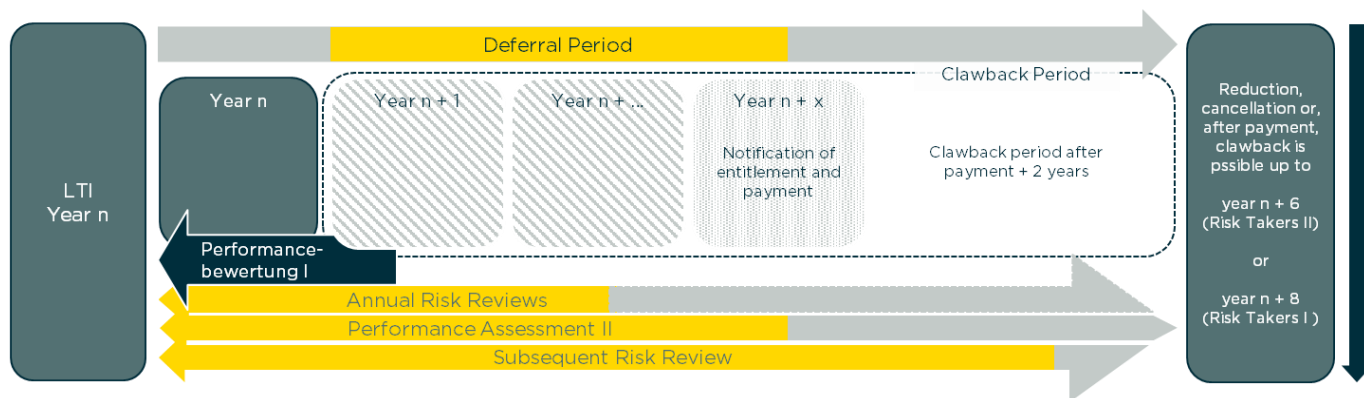 Deferral Period
Clawback Period
LTI
Year n
Year n
Year n + 1
Year n + ...
Year n + x
Notification of
entitlement and
payment
Clawback period after
payment + 2 years
Performance-
bewertung I
Annual Risk Reviews
Performance Assessment II
Subsequent Risk Review
Reduction,
cancellation or,
after payment,
clawback is
pssible up to
year n + 6
(Risk Takers II)
or
year n + 8
(Risk Takers I )